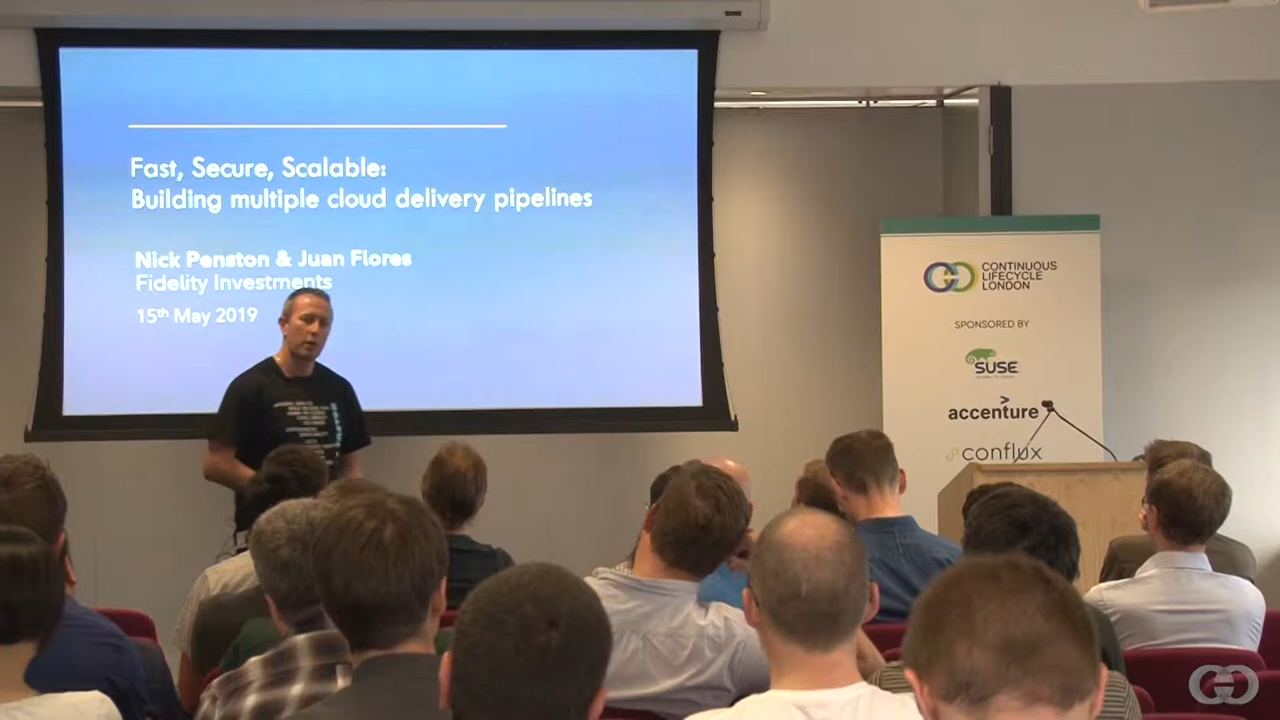 Fast, Secure, Scalable:
Building multiple cloud delivery pipelines
Nick Penston & Juan Flores
Fidelity Investments
15th May 2019
CONTINUOUS
LIFECYCLE
LONDON
SPONSORED BY
SUSE
accenture
conflux